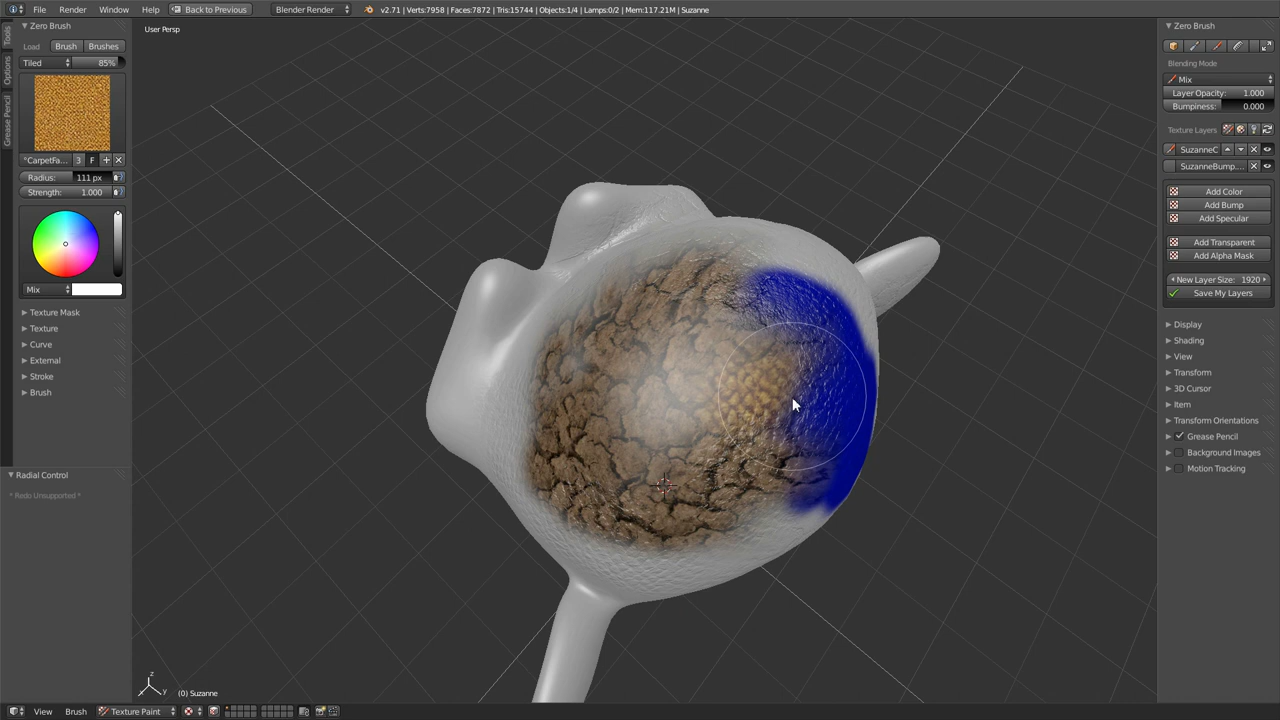 File Render Window Help Back to Previous Blender Render v2.71 | Verts:7958 | Faces:7872 | Tris:15744 | Objects:1/4 | Lamps:0/2 | Mem:117.21M | Suzanne
Tools
Options
Grease Pencil
Zero Brush
Load Brush Brushes
Tiled 85%
°CarpetFa... 3 F
Radius: 111 px
Strength: 1.000
Mix
Texture Mask
Texture
Curve
External
Stroke
Brush
Radial Control
* Redo Unsupported *
User Persp
z
y
(0) Suzanne
Zero Brush
Blending Mode
Mix
Layer Opacity: 1.000
Bumpiness: 0.000
Texture Layers
SuzanneC
SuzanneBump....
Add Color
Add Bump
Add Specular
Add Transparent
Add Alpha Mask
New Layer Size: 1920
Save My Layers
Display
Shading
View
Transform
3D Cursor
Item
Transform Orientations
Grease Pencil
Background Images
Motion Tracking
View Brush Texture Paint